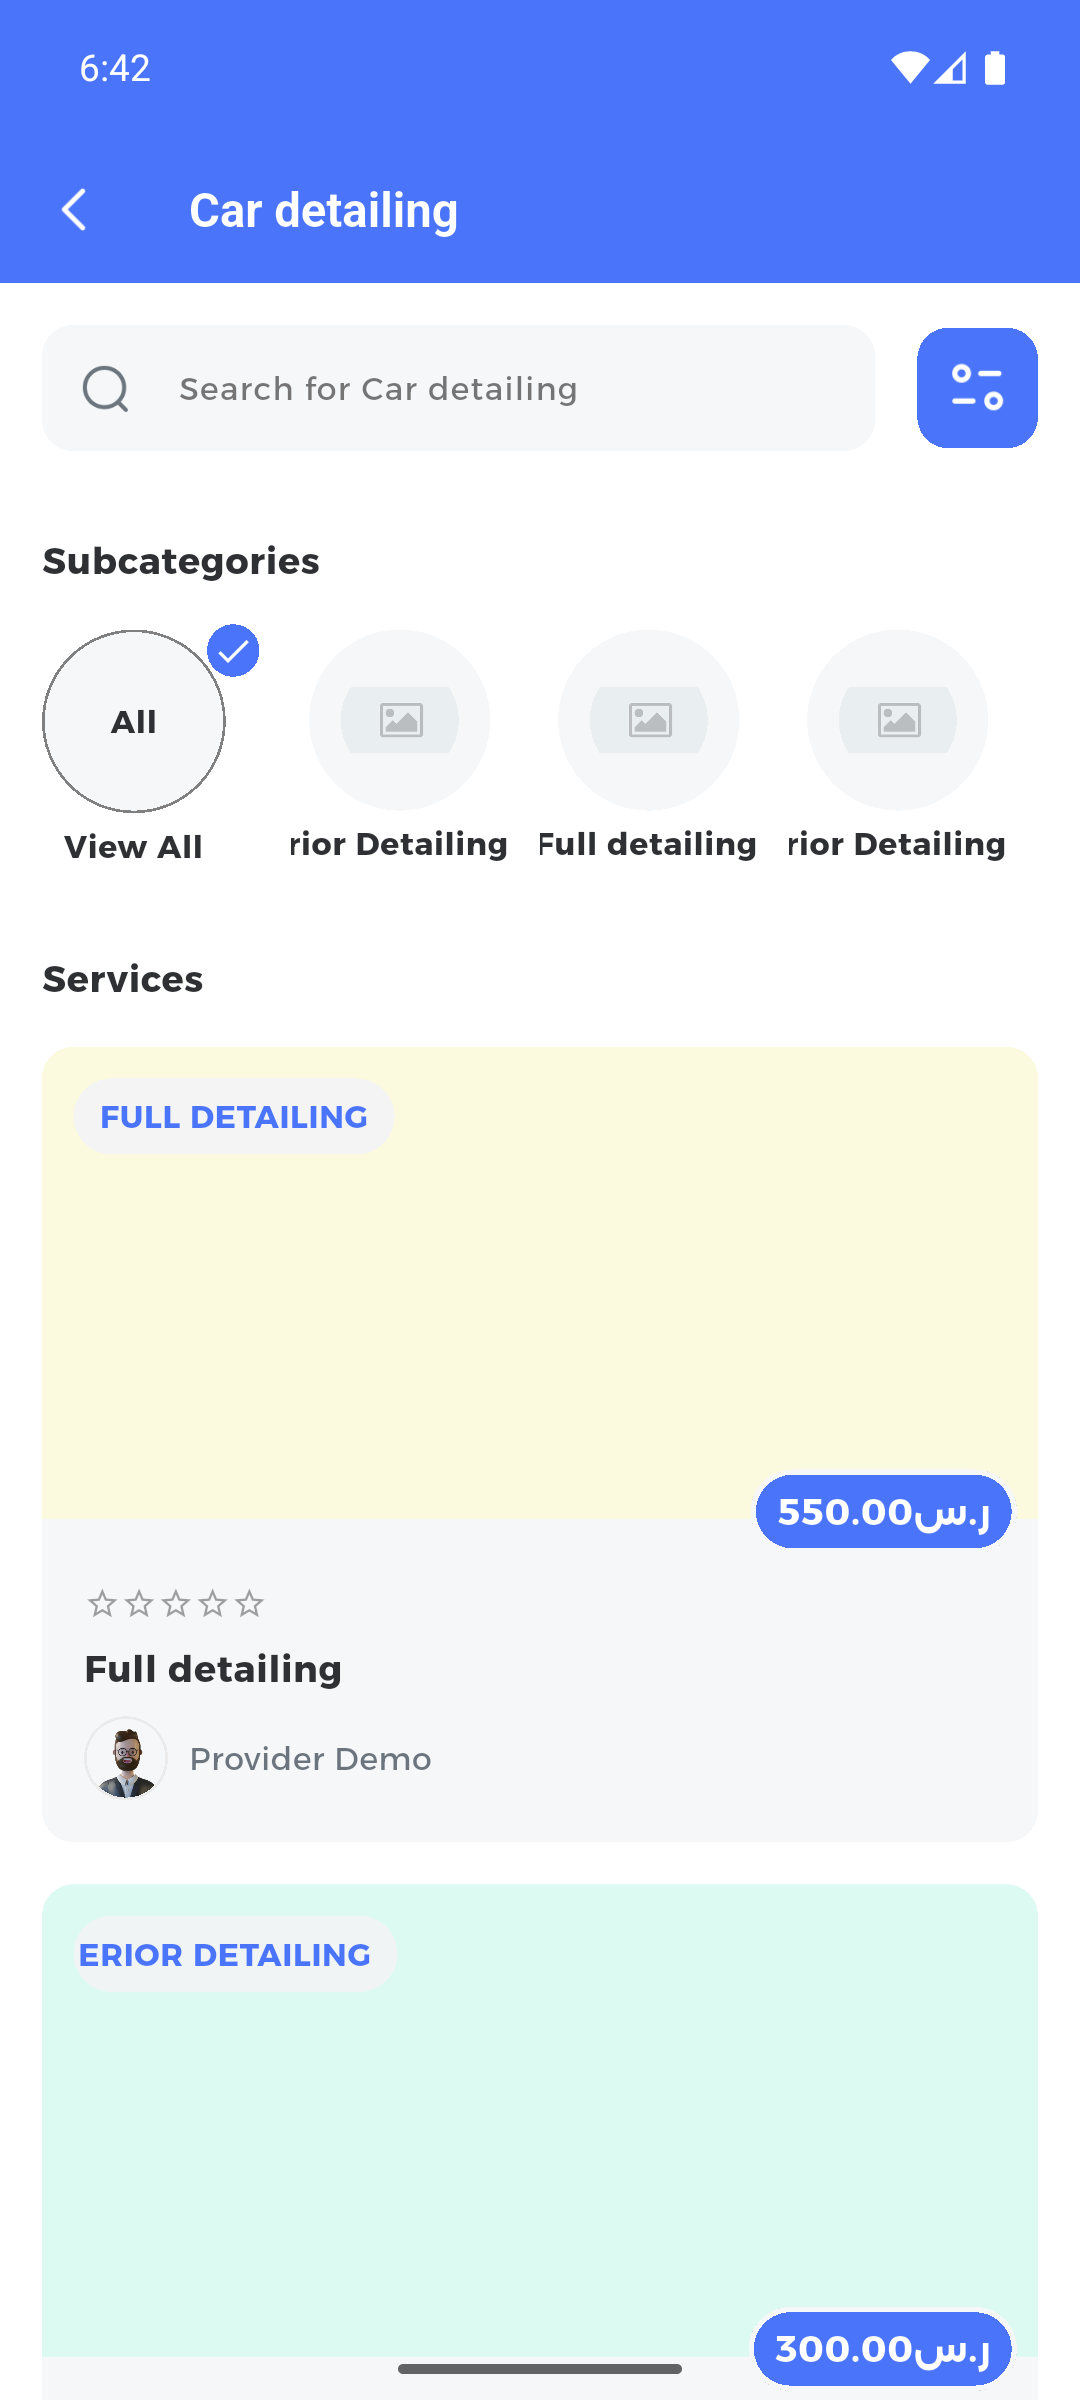 6:42
Car detailing
Search for Car detailing
Subcategories
All
View All
rior Detailing
Full detailing
rior Detailing
Services
FULL DETAILING
550.00ر.س
Full detailing
Provider Demo
ERIOR DETAILING
300.00ر.س